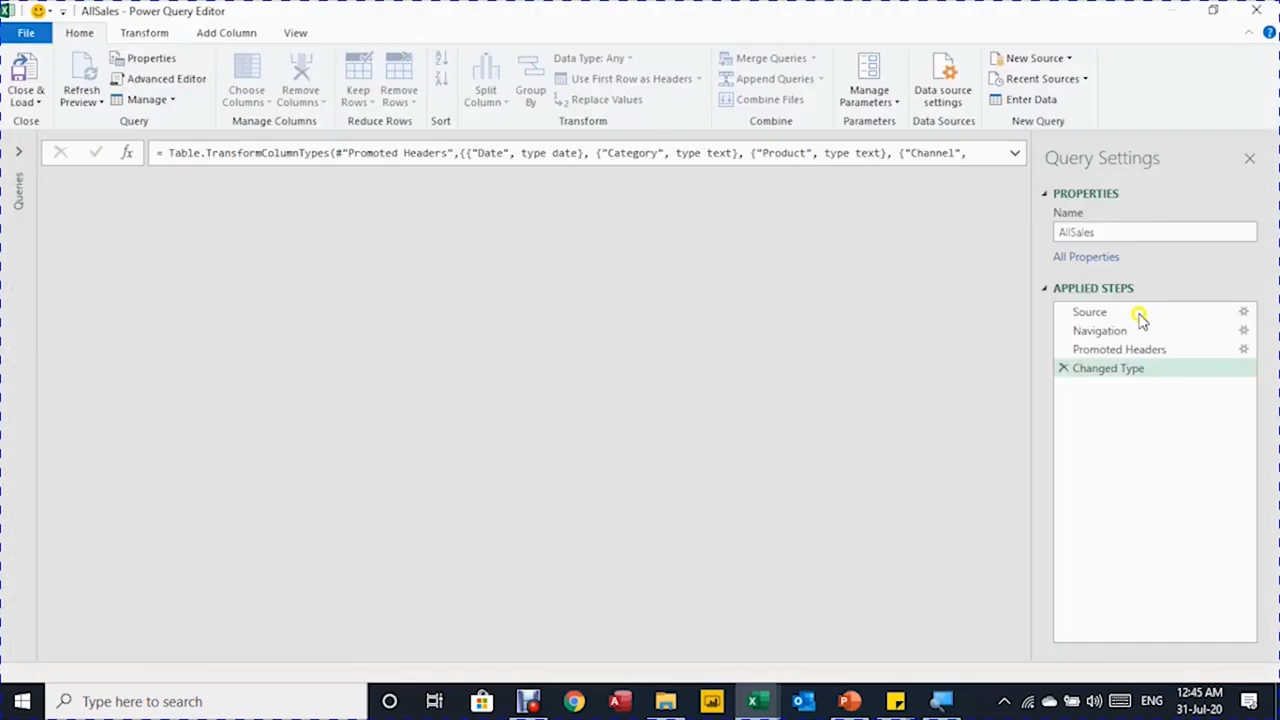 AllSales - Power Query Editor
File
Home
Transform
Add Column
View
Close &
Load
Close
Refresh
Preview
Properties
Advanced Editor
Manage
Query
Choose
Columns
Remove
Columns
Manage Columns
Keep
Rows
Remove
Rows
Reduce Rows
Sort
Split
Column
Group
By
Data Type: Any
Use First Row as Headers
Replace Values
Transform
Merge Queries
Append Queries
Combine Files
Combine
Manage
Parameters
Parameters
Data source
settings
Data Sources
New Source
Recent Sources
Enter Data
New Query
fx
= Table.TransformColumnTypes(#"Promoted Headers",{{"Date", type date}, {"Category", type text}, {"Product", type text}, {"Channel",
Queries
Query Settings
PROPERTIES
Name
AllSales
All Properties
APPLIED STEPS
Source
Navigation
Promoted Headers
Changed Type
Type here to search
ENG
12:45 AM
31-Jul-20